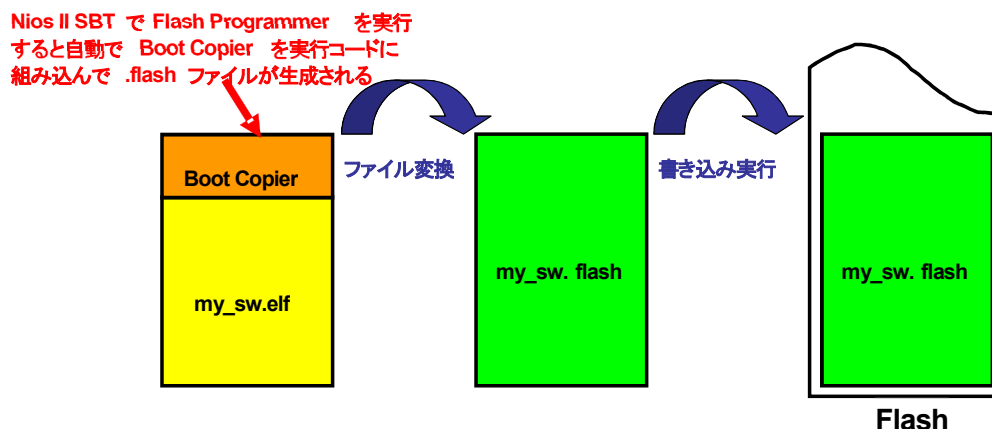 Nios II SBT で Flash Programmer を実行
すると自動で Boot Copier を実行コードに
組み込んで .flash ファイルが生成される
Boot Copier
my_sw.elf
ファイル変換
my_sw. flash
書き込み実行
my_sw. flash
Flash